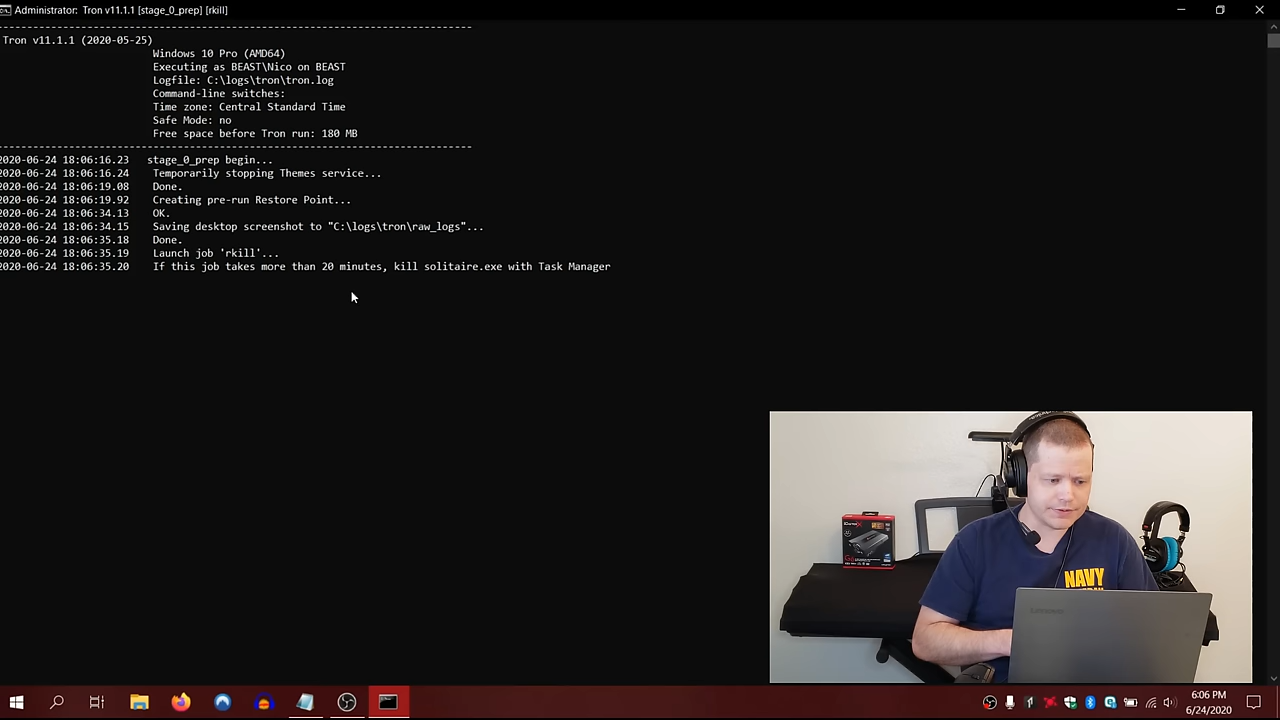 Administrator: Tron v11.1.1 [stage_0_prep] [rkill]
Tron v11.1.1 (2020-05-25)
Windows 10 Pro (AMD64)
Executing as BEAST\Nico on BEAST
Logfile: C:\logs\tron\tron.log
Command-line switches:
Time zone: Central Standard Time
Safe Mode: no
Free space before Tron run: 180 MB
2020-06-24 18:06:16.23 stage_0_prep begin...
2020-06-24 18:06:16.24 Temporarily stopping Themes service...
2020-06-24 18:06:19.08 Done.
2020-06-24 18:06:19.92 Creating pre-run Restore Point...
2020-06-24 18:06:34.13 OK.
2020-06-24 18:06:34.15 Saving desktop screenshot to "C:\logs\tron\raw_logs"...
2020-06-24 18:06:35.18 Done.
2020-06-24 18:06:35.19 Launch job 'rkill'...
2020-06-24 18:06:35.20 If this job takes more than 20 minutes, kill solitaire.exe with Task Manager
NAVY
Lenovo
6:06 PM
6/24/2020